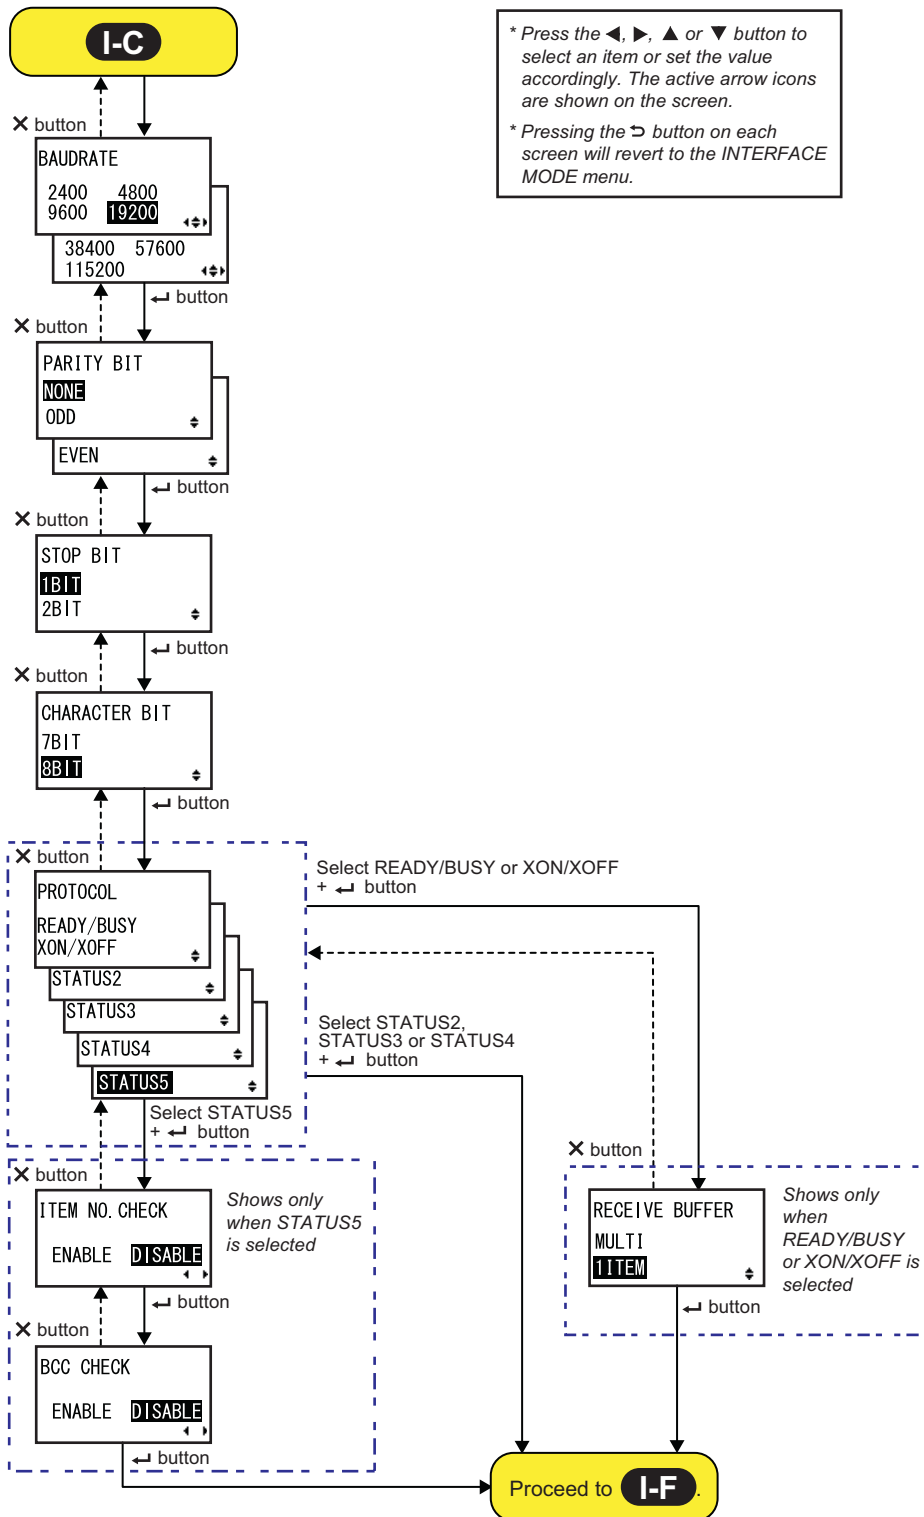 I-C
* Press the ◀, ▶, ▲ or ▼ button to
select an item or set the value
accordingly. The active arrow icons
are shown on the screen.
* Pressing the ⮌ button on each
screen will revert to the INTERFACE
MODE menu.
✕ button
BAUDRATE
2400 4800
9600 19200
38400 57600
115200
↵ button
✕ button
PARITY BIT
NONE
ODD
EVEN
↵ button
✕ button
STOP BIT
1BIT
2BIT
↵ button
✕ button
CHARACTER BIT
7BIT
8BIT
↵ button
✕ button
PROTOCOL
READY/BUSY
XON/XOFF
STATUS2
STATUS3
STATUS4
STATUS5
Select READY/BUSY or XON/XOFF
+ ↵ button
Select STATUS2,
STATUS3 or STATUS4
+ ↵ button
Select STATUS5
+ ↵ button
✕ button
ITEM NO. CHECK
ENABLE DISABLE
Shows only
when STATUS5
is selected
↵ button
✕ button
BCC CHECK
ENABLE DISABLE
↵ button
✕ button
RECEIVE BUFFER
MULTI
1ITEM
Shows only
when
READY/BUSY
or XON/XOFF is
selected
↵ button
Proceed to I-F.